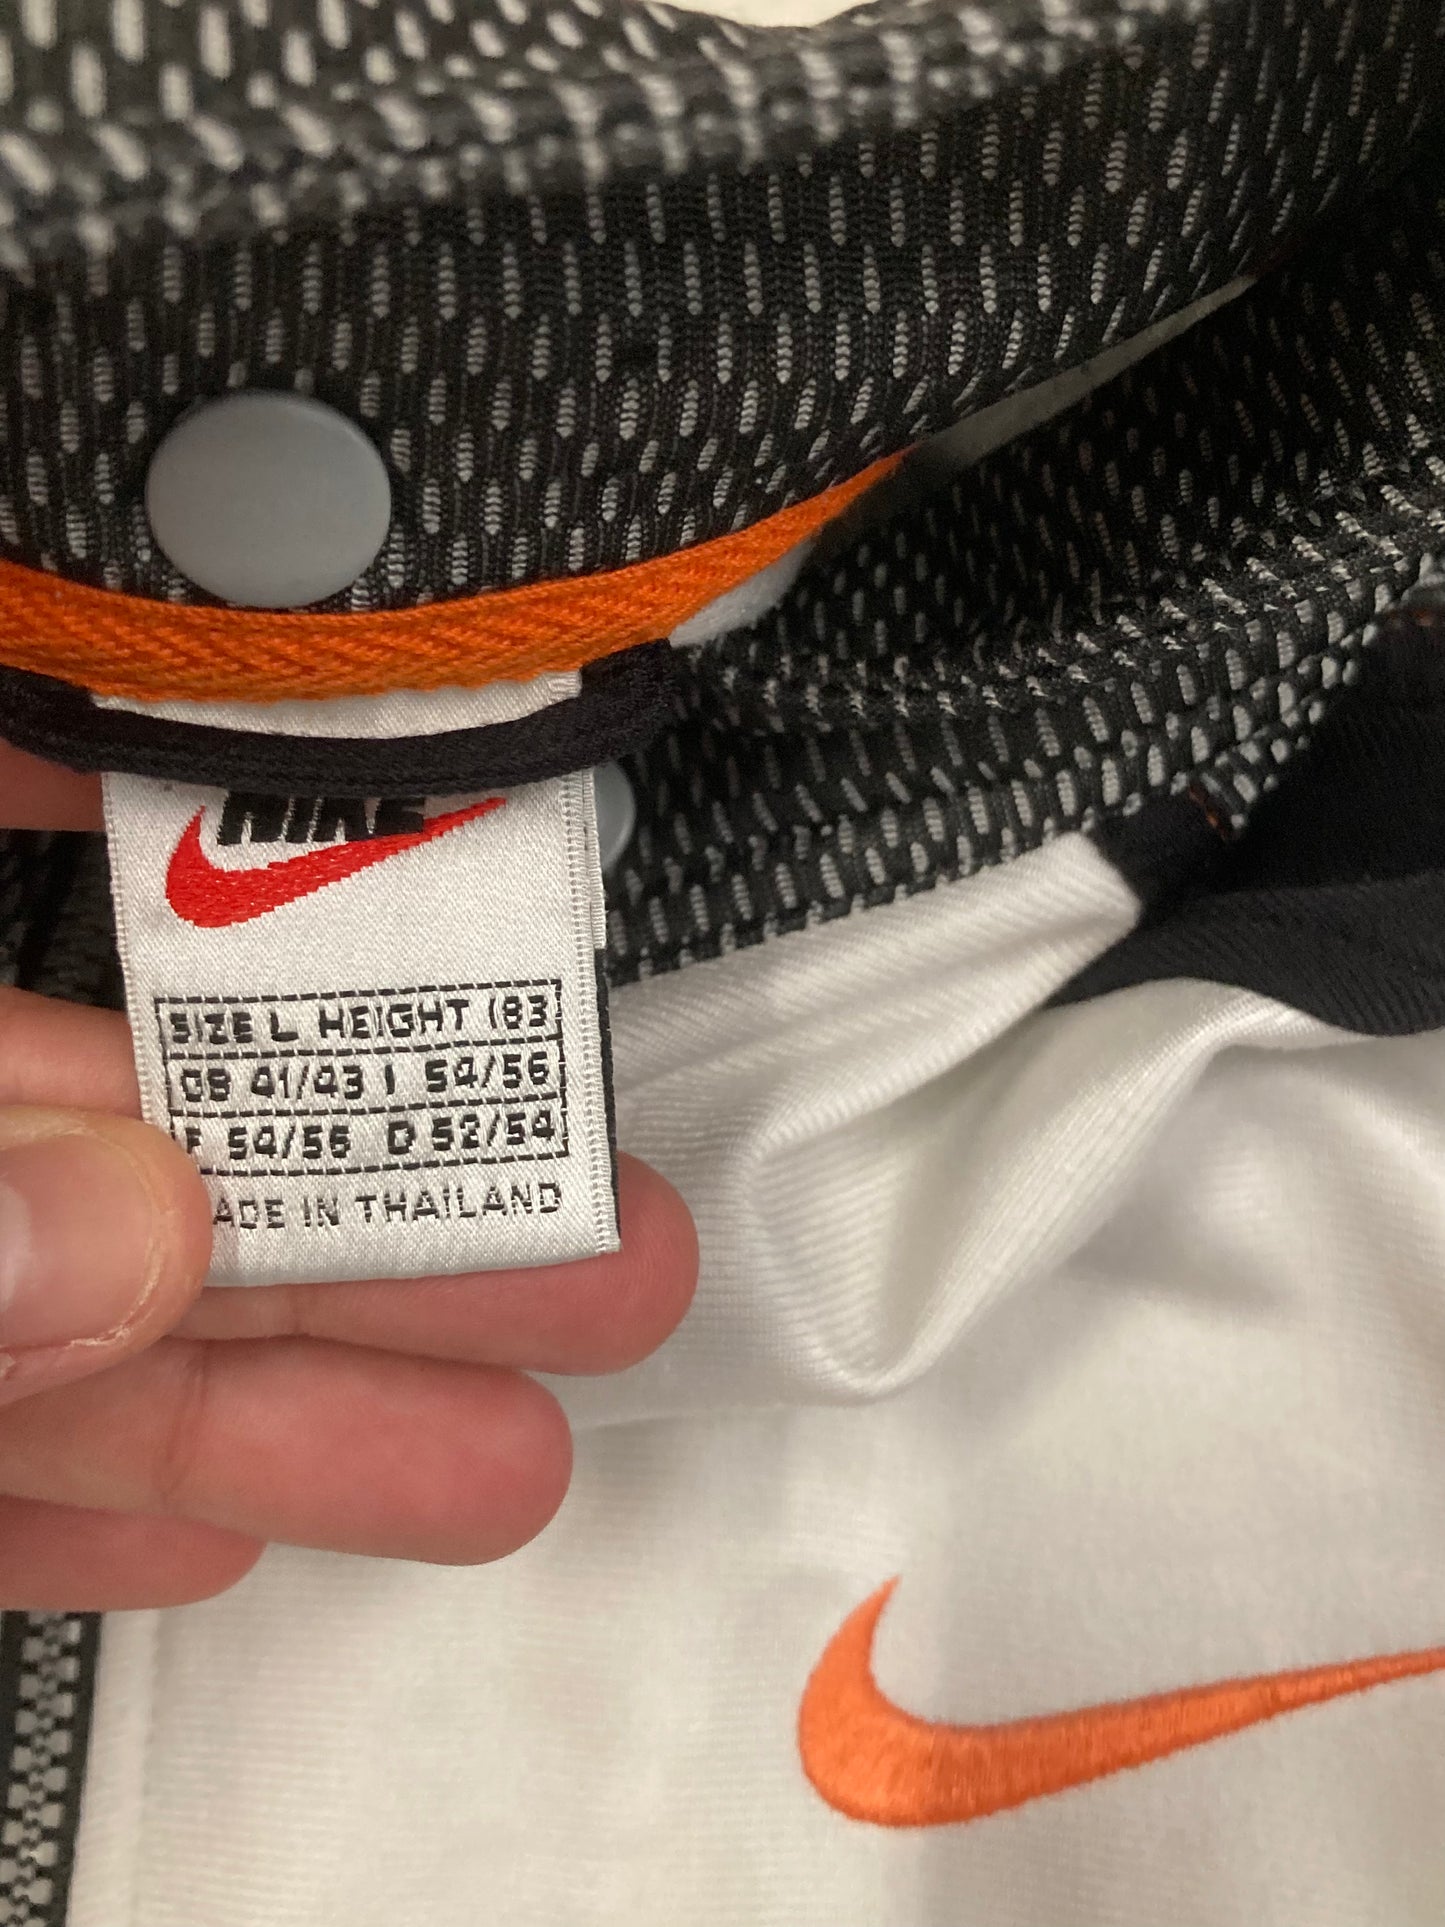 NIKE
SIZE L HEIGHT 183
GB 41/43 I 54/56
F 54/56 D 52/54
ADE IN THAILAND